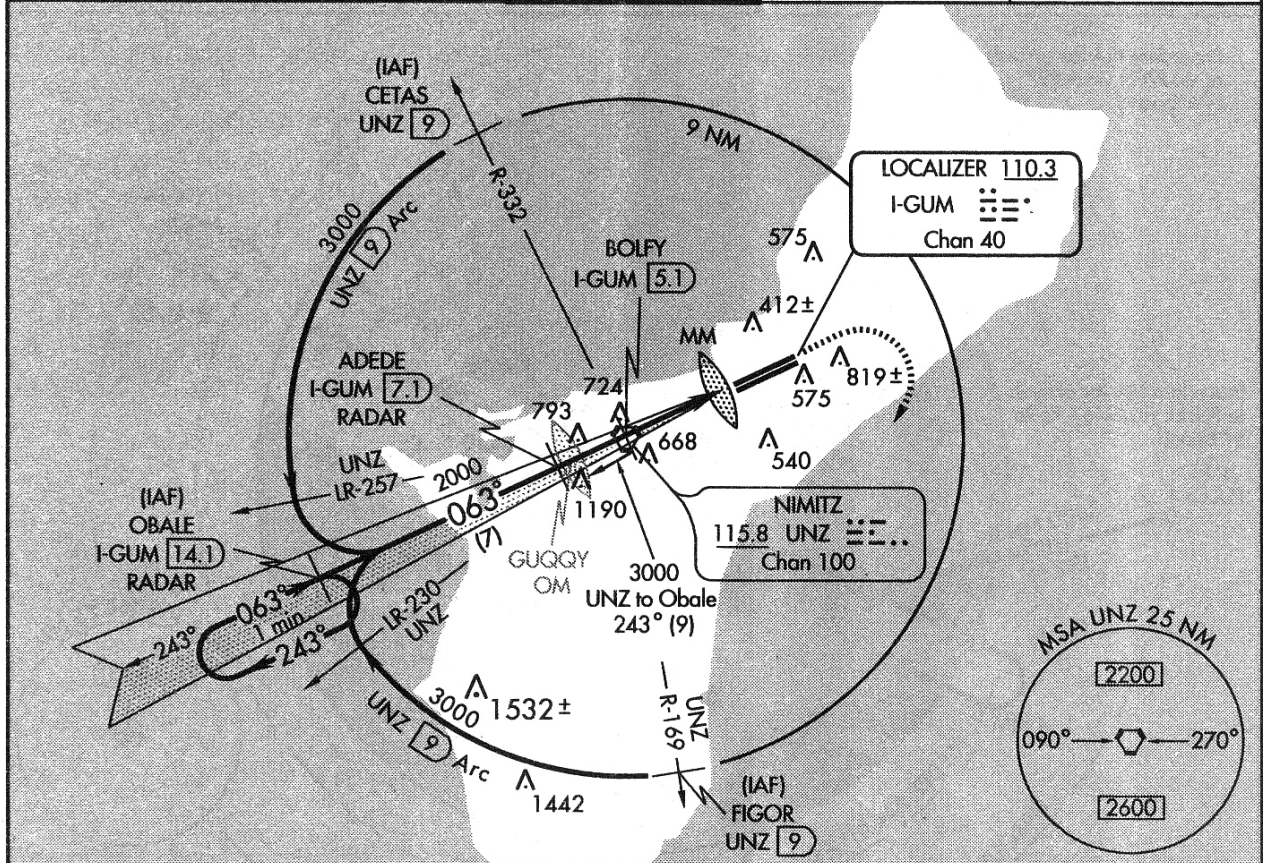 (IAF)
CETAS
UNZ 9
9 NM
R-332
3000
UNZ 9 Arc
LOCALIZER 110.3
I-GUM
Chan 40
BOLFY
I-GUM 5.1
575
412±
MM
ADEDE
I-GUM 7.1
RADAR
724
793
819±
575
668
540
UNZ
LR-257
2000
063°
(7)
1190
(IAF)
OBALE
I-GUM 14.1
RADAR
GUQQY
OM
NIMITZ
115.8 UNZ
Chan 100
3000
UNZ to Obale
243° (9)
063°
1 min
243°
243°
LR-230
UNZ
MSA UNZ 25 NM
2200
090°
270°
2600
UNZ
R-169
1532±
3000
UNZ 9 Arc
1442
(IAF)
FIGOR
UNZ 9